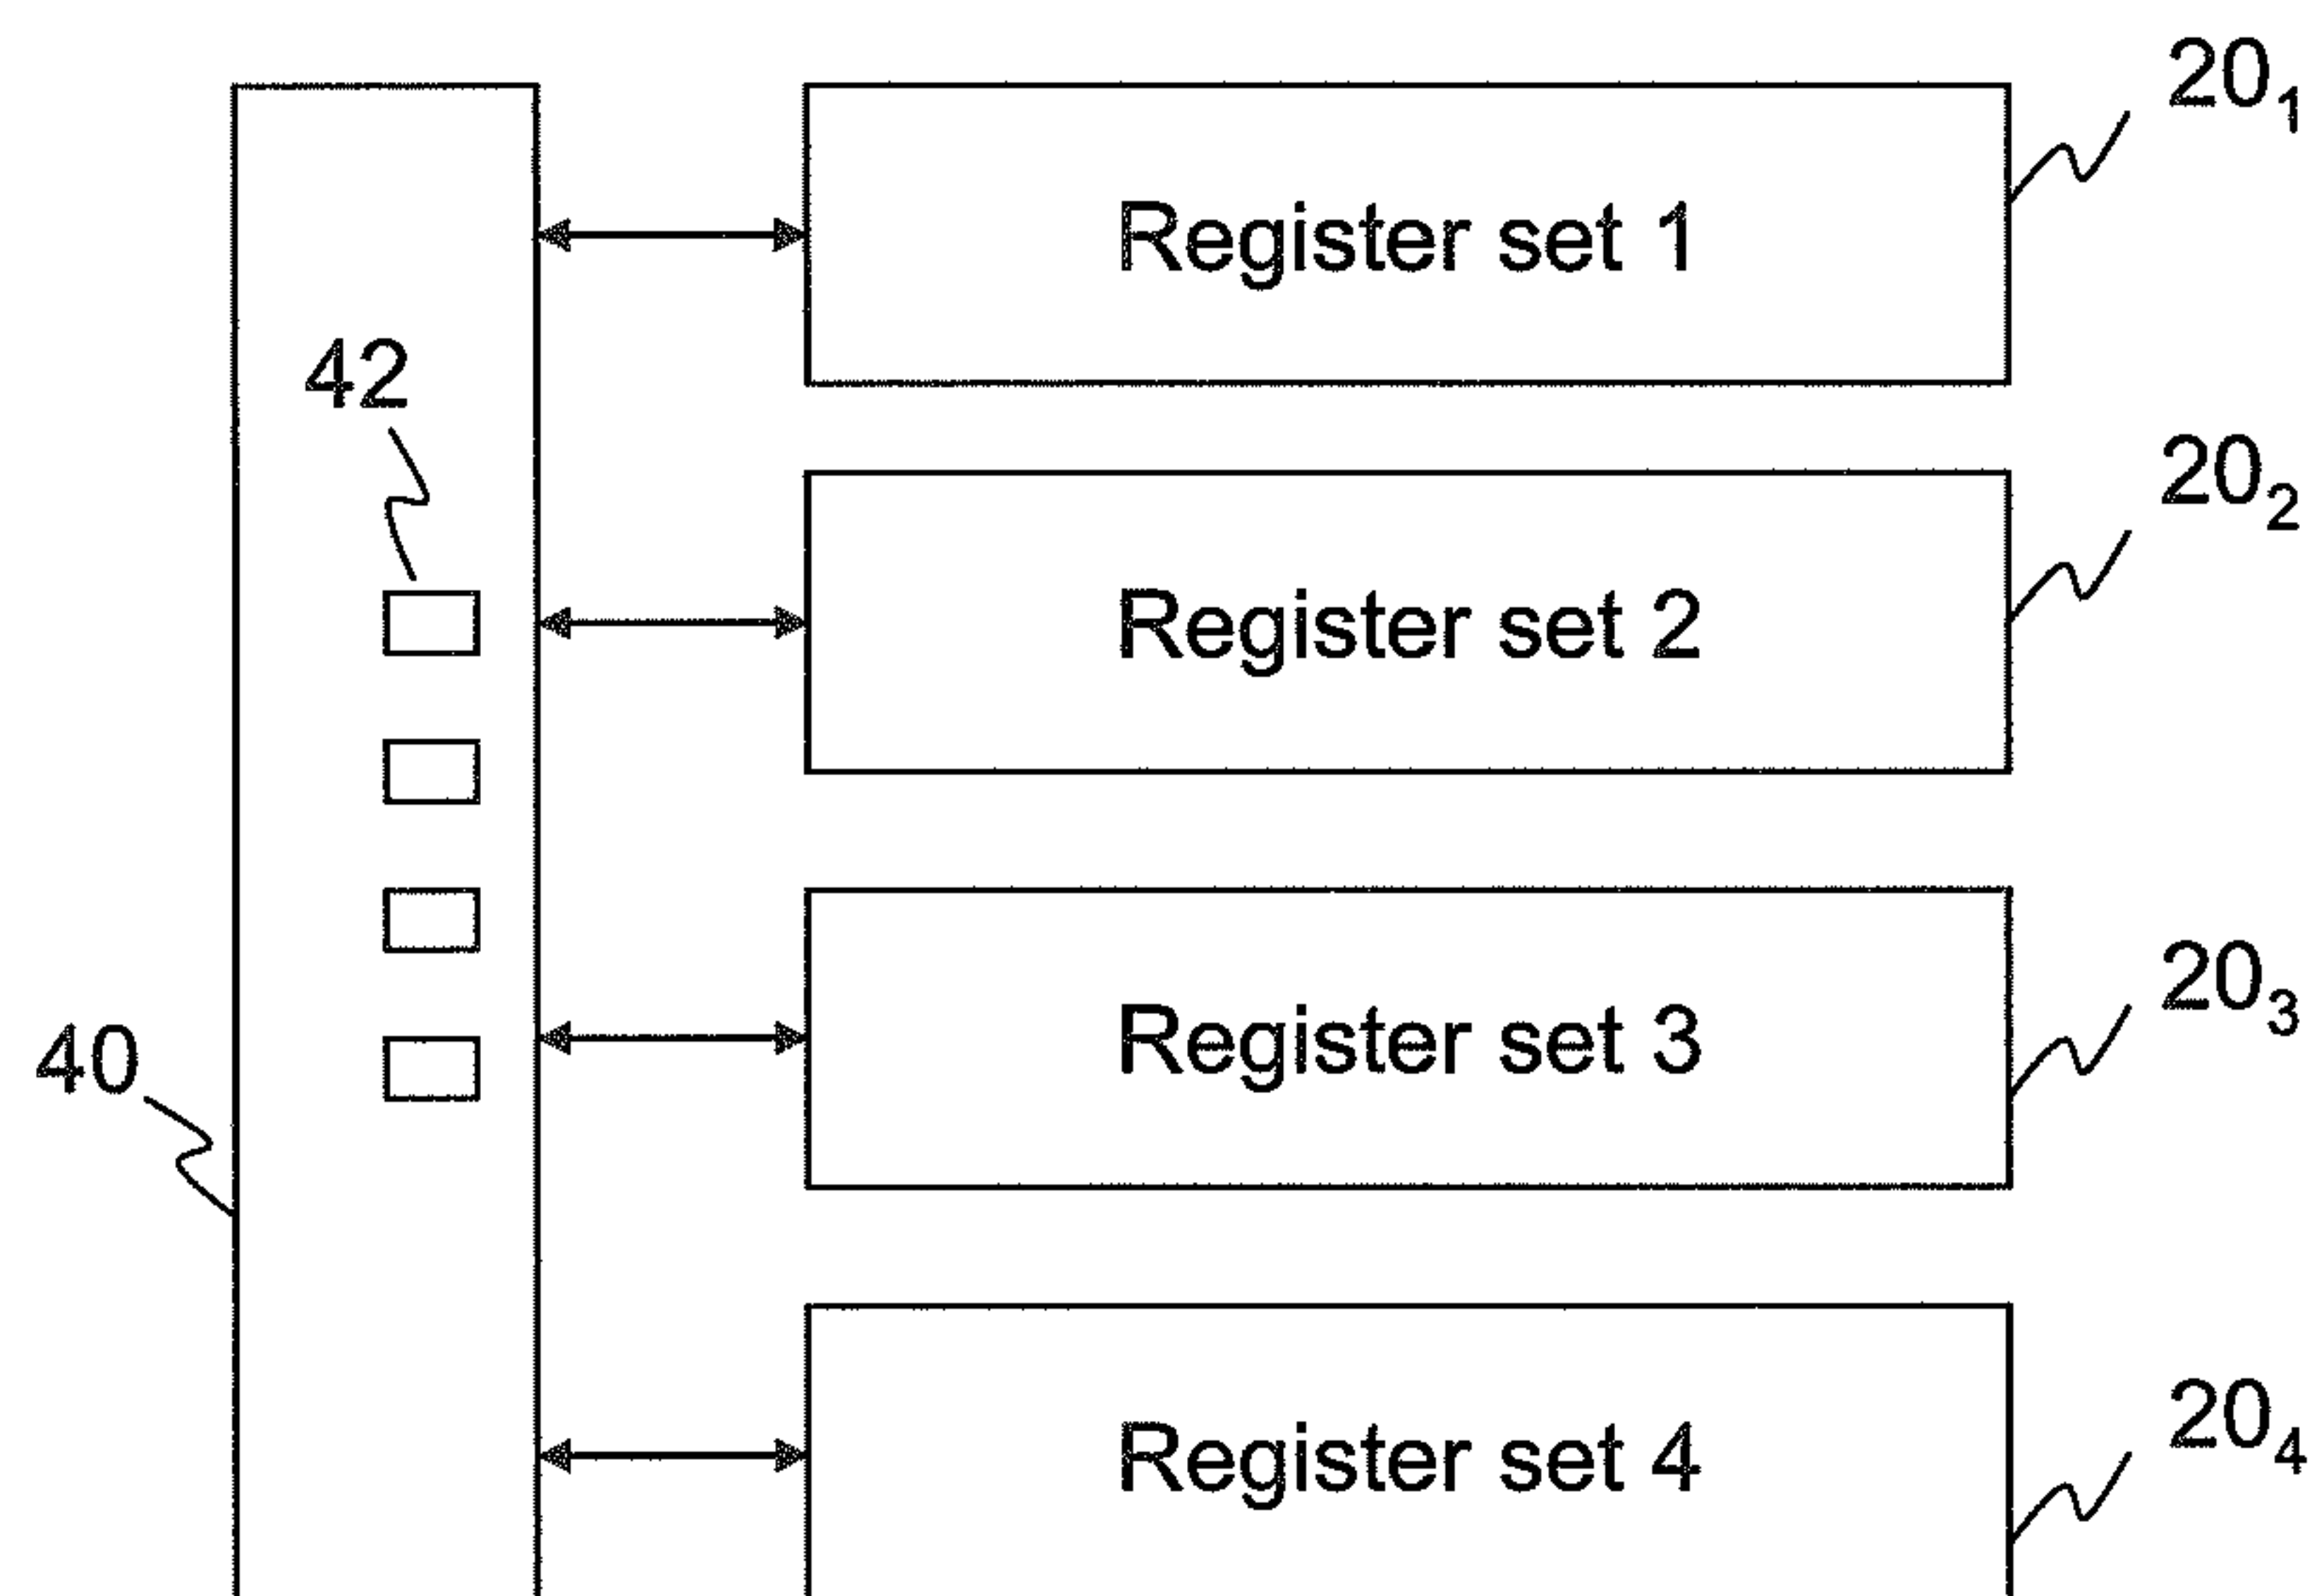 20₁
Register set 1
42
20₂
Register set 2
20₃
Register set 3
40
20₄
Register set 4